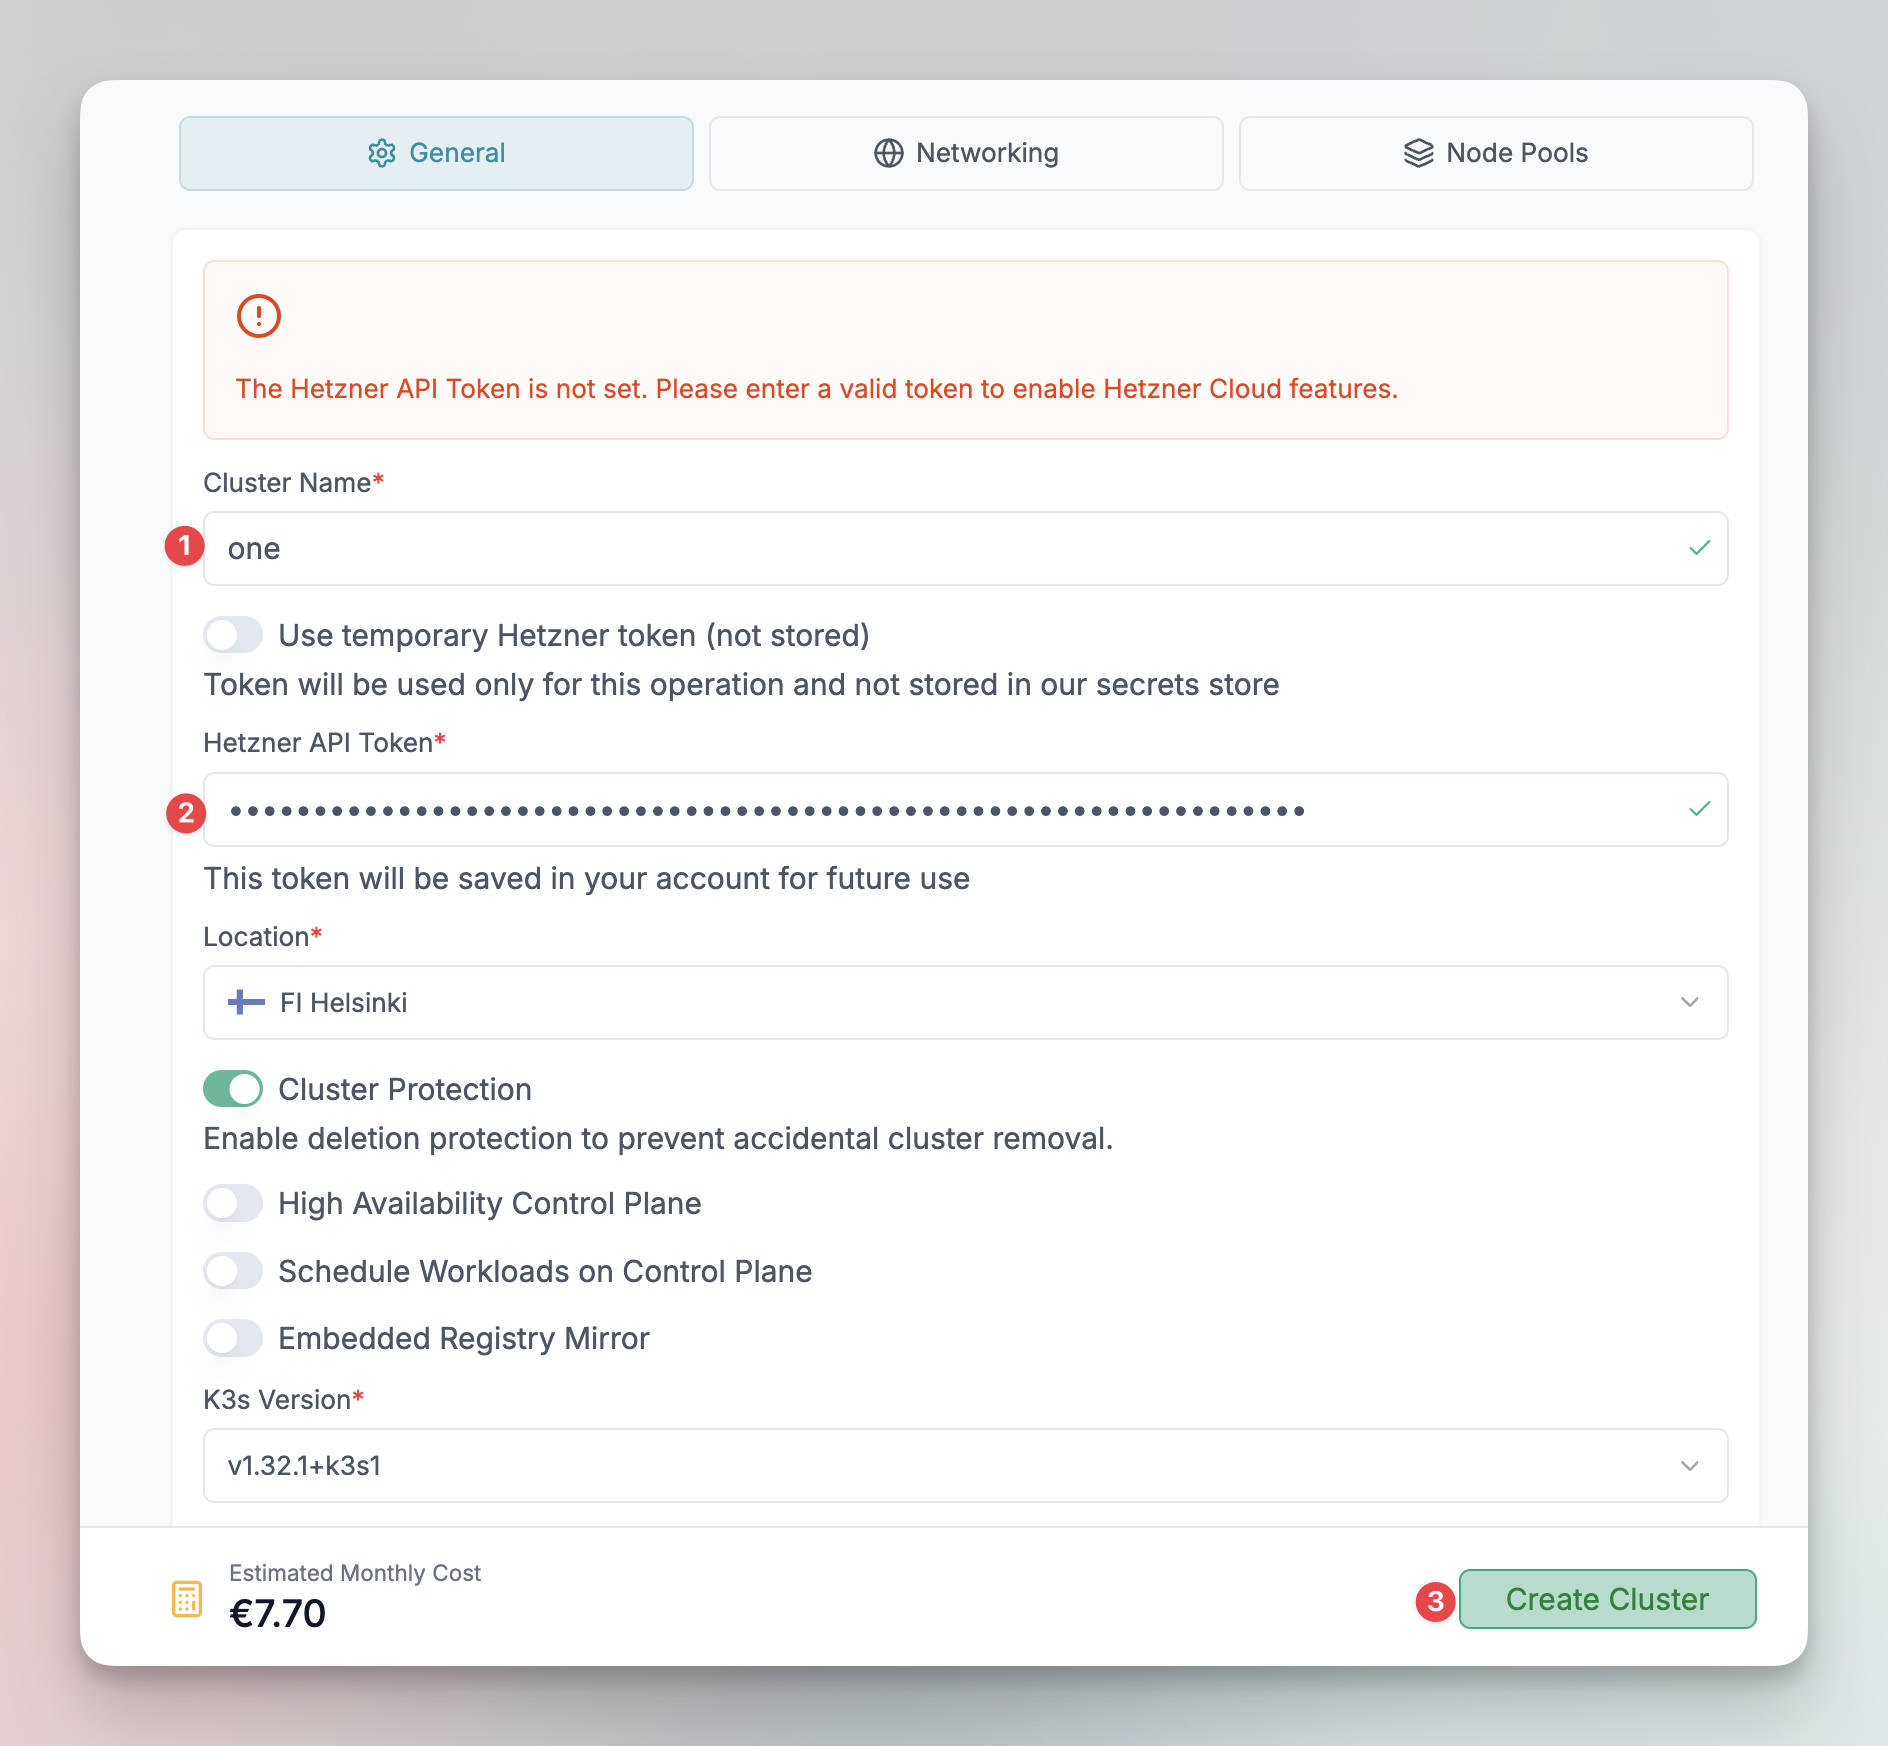 General
Networking
Node Pools
The Hetzner API Token is not set. Please enter a valid token to enable Hetzner Cloud features.
Cluster Name*
1
one
Use temporary Hetzner token (not stored)
Token will be used only for this operation and not stored in our secrets store
Hetzner API Token*
2
This token will be saved in your account for future use
Location*
FI Helsinki
Cluster Protection
Enable deletion protection to prevent accidental cluster removal.
High Availability Control Plane
Schedule Workloads on Control Plane
Embedded Registry Mirror
K3s Version*
v1.32.1+k3s1
Estimated Monthly Cost
€7.70
3
Create Cluster